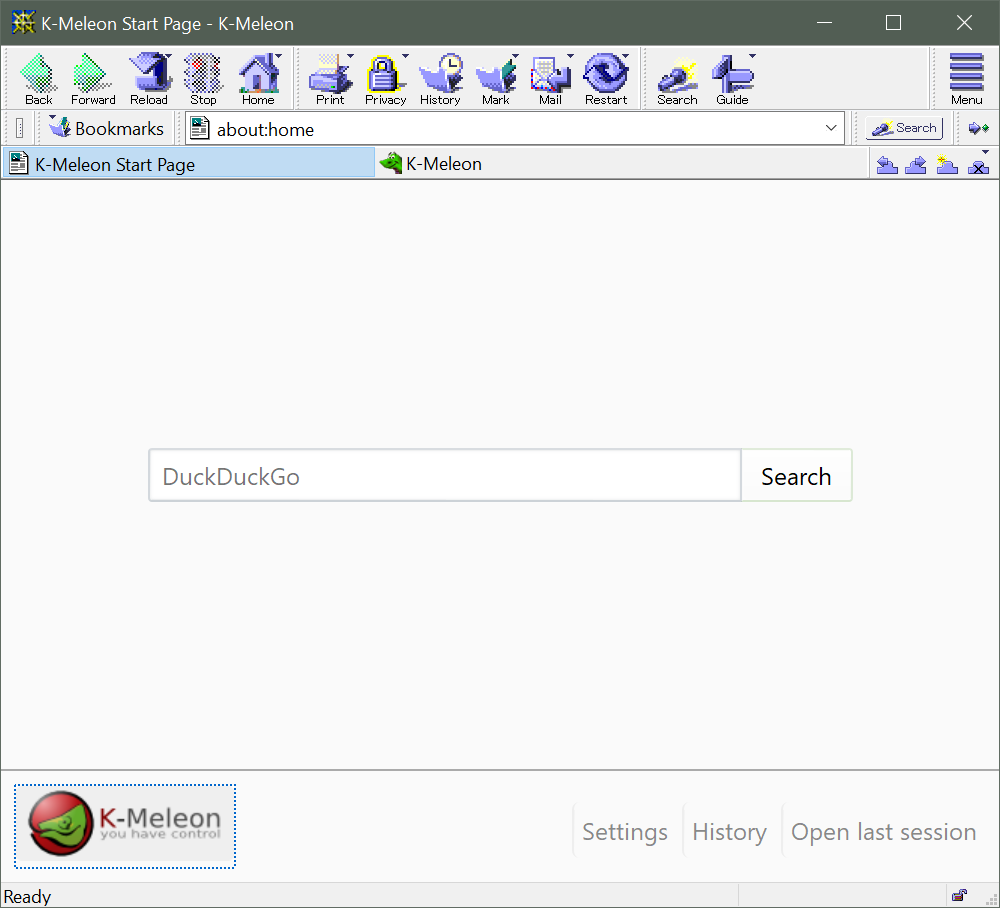 K-Meleon Start Page - K-Meleon
Back Forward Reload Stop Home Print Privacy History Mark Mail Restart Search Guide Menu
Bookmarks about:home Search
K-Meleon Start Page K-Meleon
DuckDuckGo Search
K-Meleon
you have control
Settings History Open last session
Ready